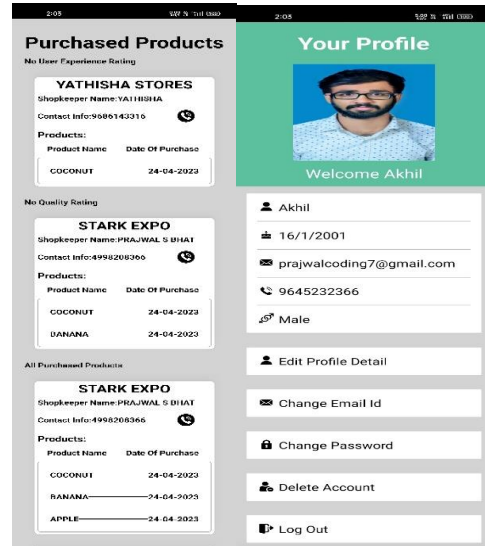 2:05
Purchased Products
No User Experience Rating
YATHISHA STORES
Shopkeeper Name:YATHISHA
Contact Info:9686143316
Products:
Product Name Date Of Purchase
COCONUT 24-04-2023
No Quality Rating
STARK EXPO
Shopkeeper Name:PRAJWAL S BHAT
Contact Info:4998208366
Products:
Product Name Date Of Purchase
COCONUT 24-04-2023
BANANA 24-04-2023
All Purchased Products
STARK EXPO
Shopkeeper Name:PRAJWAL S BHAT
Contact Info:4998208366
Products:
Product Name Date Of Purchase
COCONUT 24-04-2023
BANANA 24-04-2023
APPLE 24-04-2023
2:05
Your Profile
Welcome Akhil
Akhil
16/1/2001
prajwalcoding7@gmail.com
9645232366
Male
Edit Profile Detail
Change Email Id
Change Password
Delete Account
Log Out